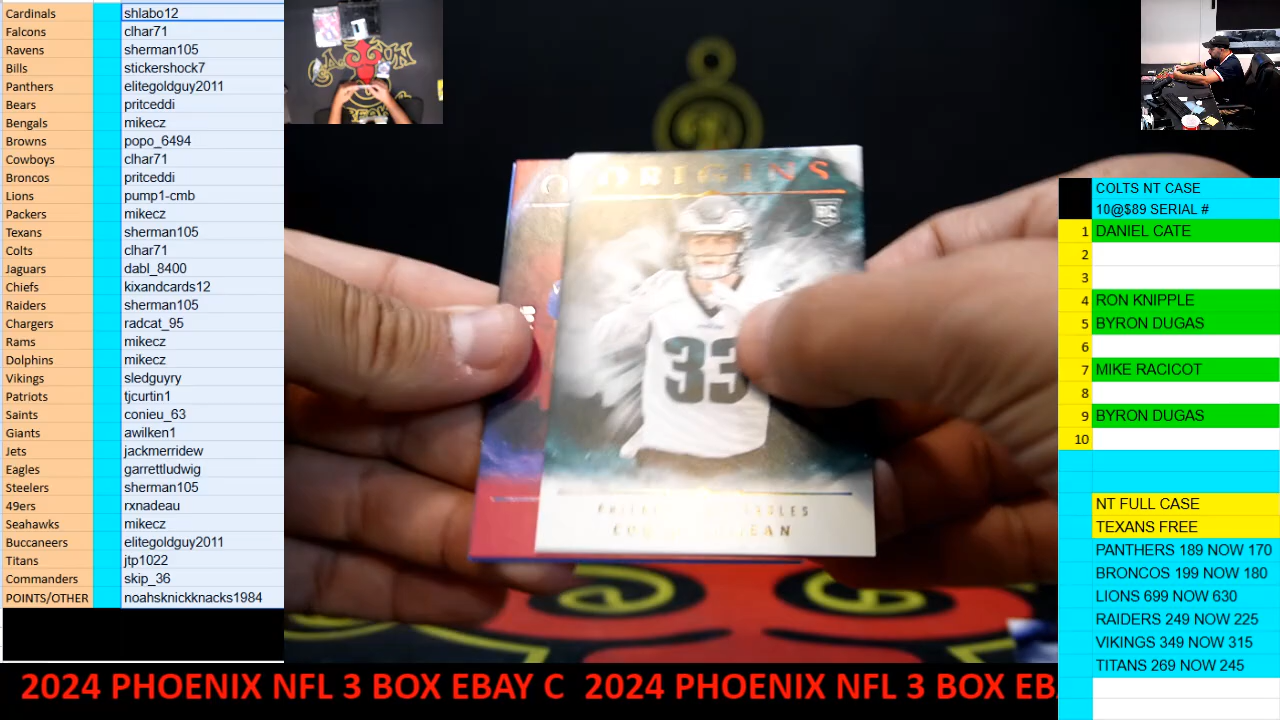 Cardinals shlabo12
Falcons clhar71
Ravens sherman105
Bills stickershock7
Panthers elitegoldguy2011
Bears pritceddi
Bengals mikecz
Browns popo_6494
Cowboys clhar71
Broncos pritceddi
Lions pump1-cmb
Packers mikecz
Texans sherman105
Colts clhar71
Jaguars dabl_8400
Chiefs kixandcards12
Raiders sherman105
Chargers radcat_95
Rams mikecz
Dolphins mikecz
Vikings sledguyry
Patriots tjcurtin1
Saints conieu_63
Giants awilken1
Jets jackmerridew
Eagles garrettludwig
Steelers sherman105
49ers rxnadeau
Seahawks mikecz
Buccaneers elitegoldguy2011
Titans jtp1022
Commanders skip_36
POINTS/OTHER noahsknickknacks1984
ORIGINS
RC
33
COLTS NT CASE
10@$89 SERIAL #
1 DANIEL CATE
2
3
4 RON KNIPPLE
5 BYRON DUGAS
6
7 MIKE RACICOT
8
9 BYRON DUGAS
10
NT FULL CASE
TEXANS FREE
PANTHERS 189 NOW 170
BRONCOS 199 NOW 180
LIONS 699 NOW 630
RAIDERS 249 NOW 225
VIKINGS 349 NOW 315
TITANS 269 NOW 245
2024 PHOENIX NFL 3 BOX EBAY C 2024 PHOENIX NFL 3 BOX EB